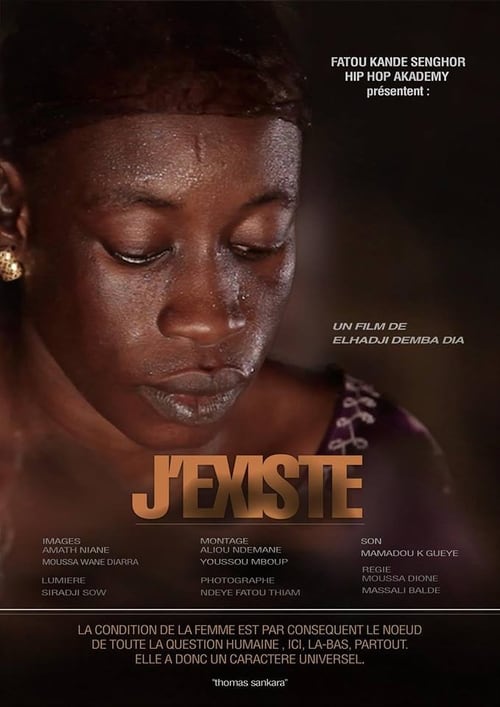 FATOU KANDE SENGHOR
HIP HOP AKADEMY
présentent :
UN FILM DE
ELHADJI DEMBA DIA
J'EXISTE
IMAGES
AMATH NIANE
MOUSSA WANE DIARRA
LUMIERE
SIRADJI SOW
MONTAGE
ALIOU NDEMANE
YOUSSOU MBOUP
PHOTOGRAPHE
NDEYE FATOU THIAM
SON
MAMADOU K GUEYE
REGIE
MOUSSA DIONE
MASSALI BALDE
LA CONDITION DE LA FEMME EST PAR CONSEQUENT LE NOEUD
DE TOUTE LA QUESTION HUMAINE , ICI, LA-BAS, PARTOUT.
ELLE A DONC UN CARACTERE UNIVERSEL.
"thomas sankara"